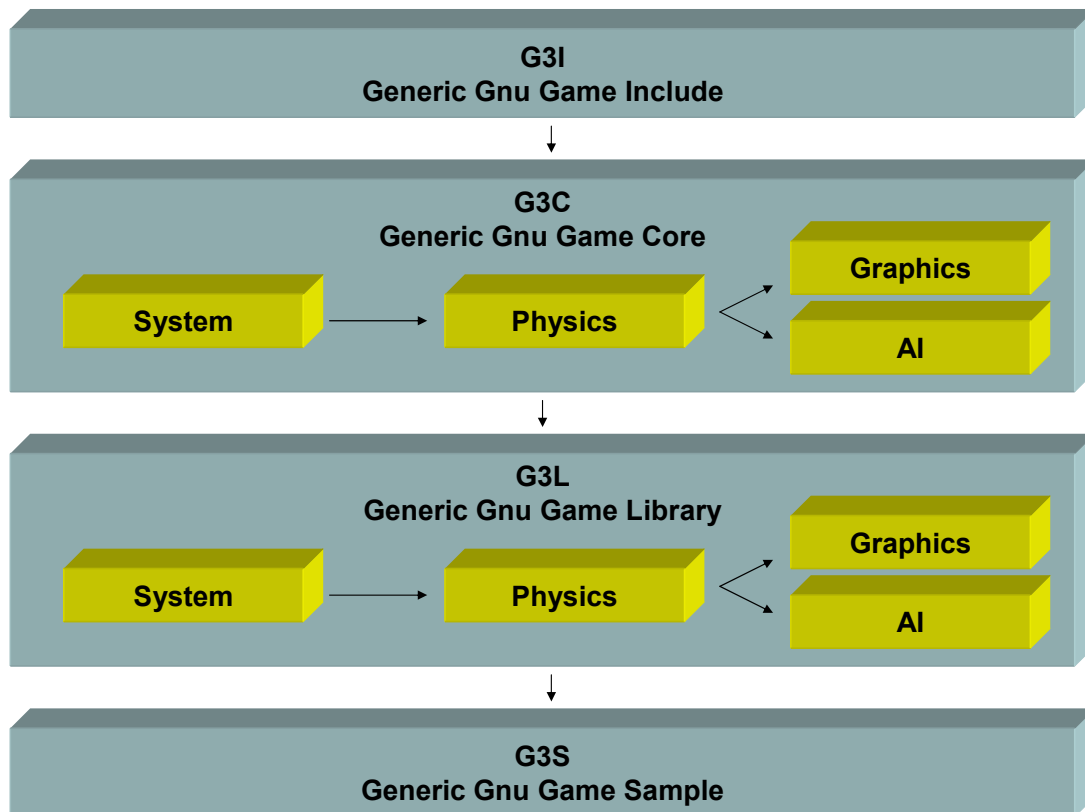 G3I
Generic Gnu Game Include
G3C
Generic Gnu Game Core
System
Physics
Graphics
AI
G3L
Generic Gnu Game Library
System
Physics
Graphics
AI
G3S
Generic Gnu Game Sample